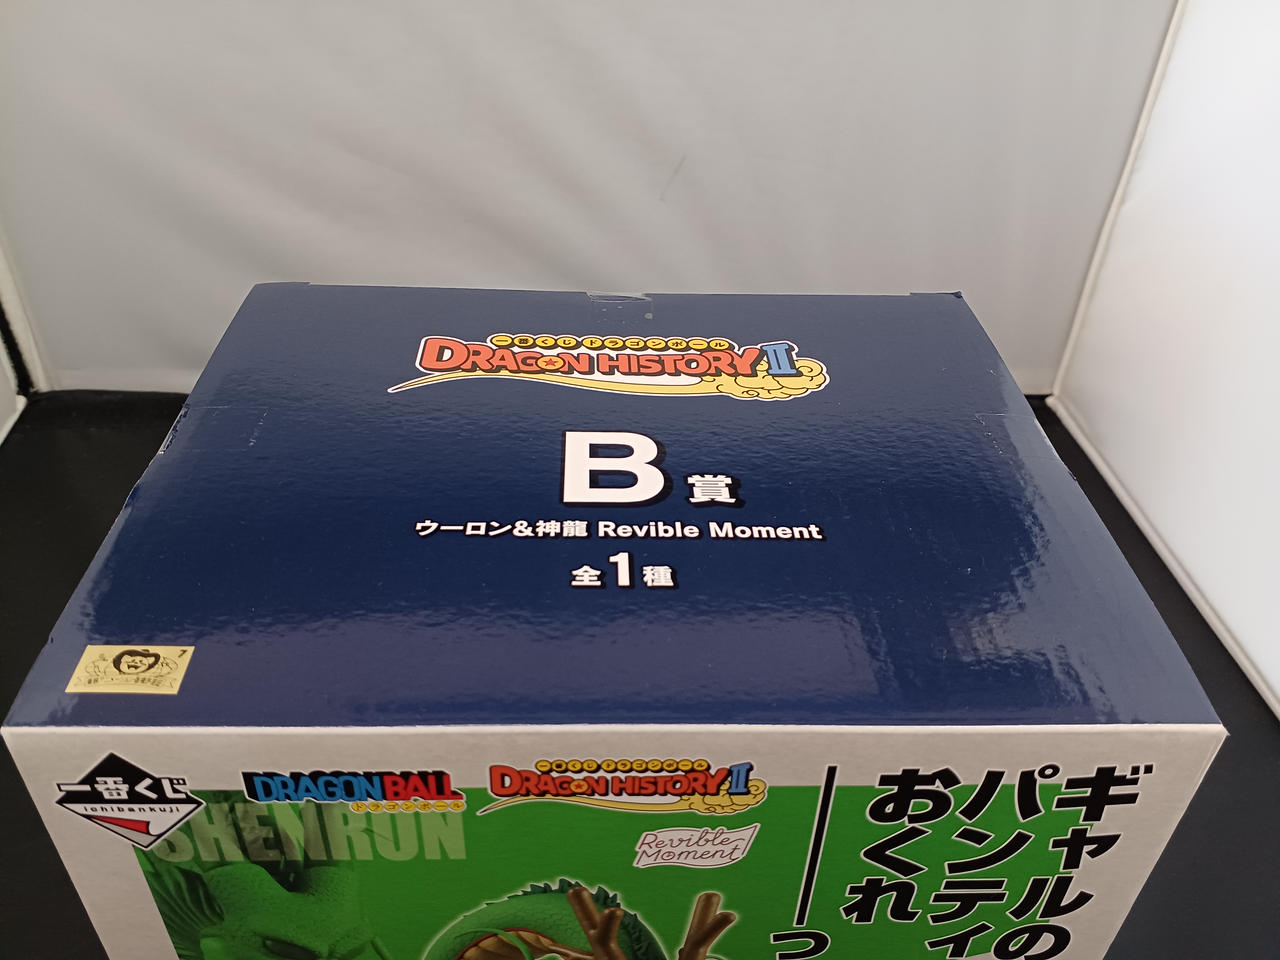 一番くじ ドラゴンボール
DRAGON HISTORY II
B賞
ウーロン&神龍 Revible Moment
全1種
7
一番くじ
ichibankuji
DRAGONBALL
ドラゴンボール
一番くじ ドラゴンボール
DRAGON HISTORY II
SHENRON
Revible
Moment
ギャルの
パンティ
おくれ
っ